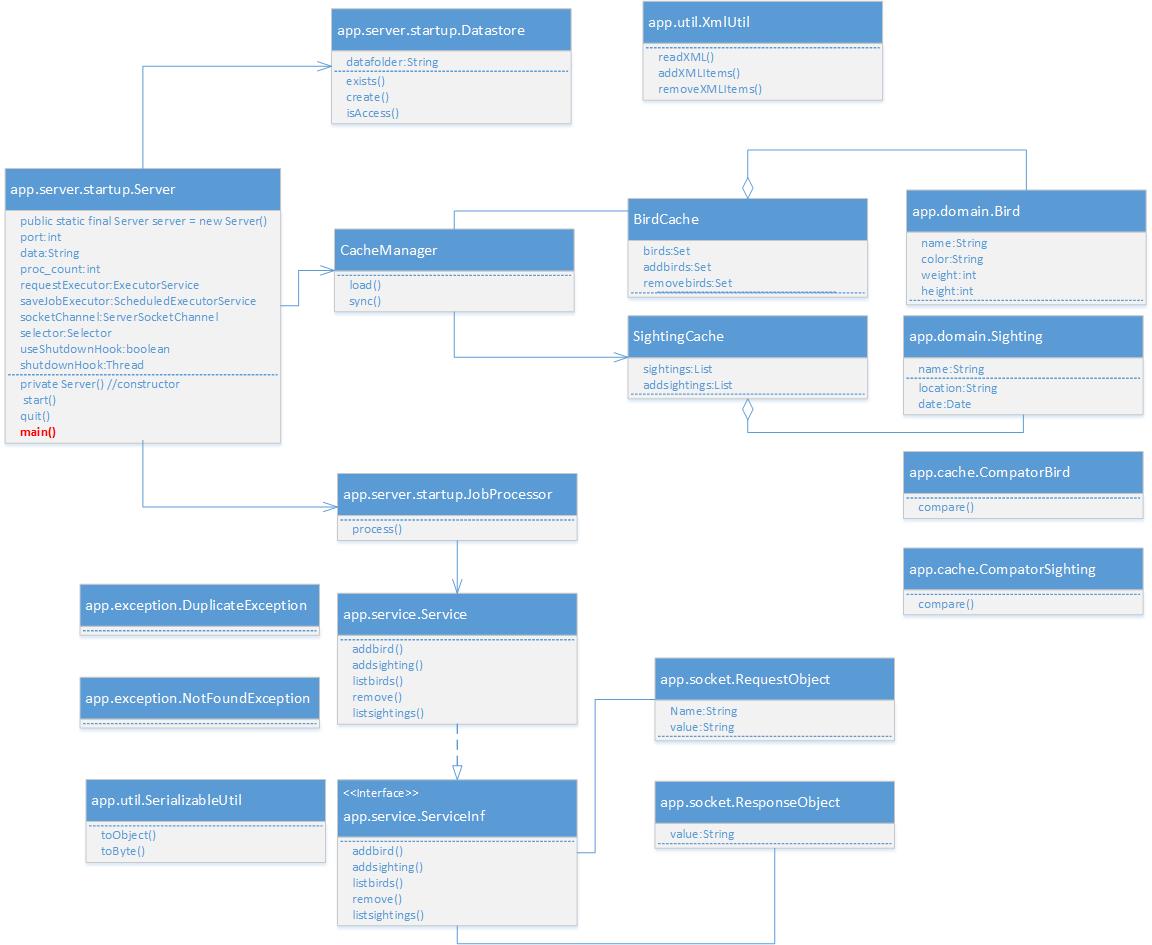 app.server.startup.Datastore
datafolder:String
exists()
create()
isAccess()
app.util.XmlUtil
readXML()
addXMLItems()
removeXMLItems()
app.server.startup.Server
public static final Server server = new Server()
port:int
data:String
proc_count:int
requestExecutor:ExecutorService
saveJobExecutor:ScheduledExecutorService
socketChannel:ServerSocketChannel
selector:Selector
useShutdownHook:boolean
shutdownHook:Thread
private Server() //constructor
start()
quit()
main()
CacheManager
load()
sync()
BirdCache
birds:Set
addbirds:Set
removebirds:Set
app.domain.Bird
name:String
color:String
weight:int
height:int
SightingCache
sightings:List
addsightings:List
app.domain.Sighting
name:String
location:String
date:Date
app.cache.CompatorBird
compare()
app.cache.CompatorSighting
compare()
app.server.startup.JobProcessor
process()
app.exception.DuplicateException
app.exception.NotFoundException
app.service.Service
addbird()
addsighting()
listbirds()
remove()
listsightings()
app.util.SerializableUtil
toObject()
toByte()
<<Interface>>
app.service.ServiceInf
addbird()
addsighting()
listbirds()
remove()
listsightings()
app.socket.RequestObject
Name:String
value:String
app.socket.ResponseObject
value:String